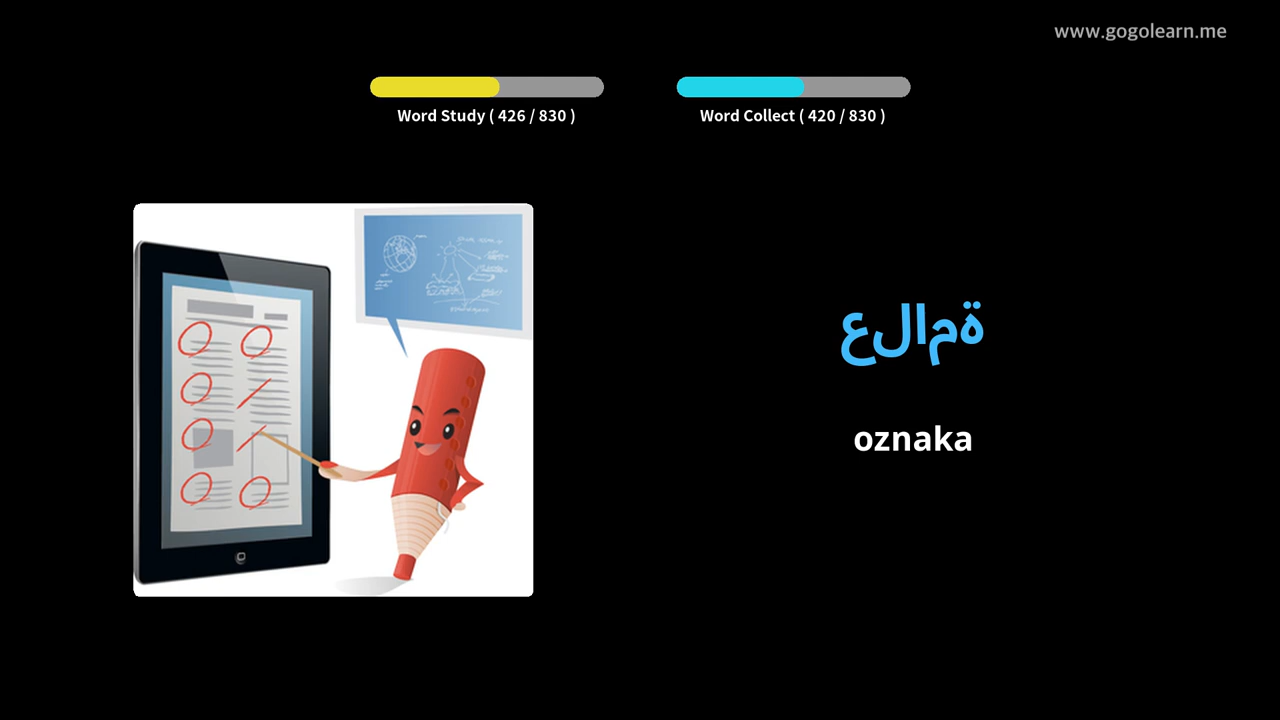 www.gogolearn.me
Word Study ( 426 / 830 )
Word Collect ( 420 / 830 )
علامة
oznaka